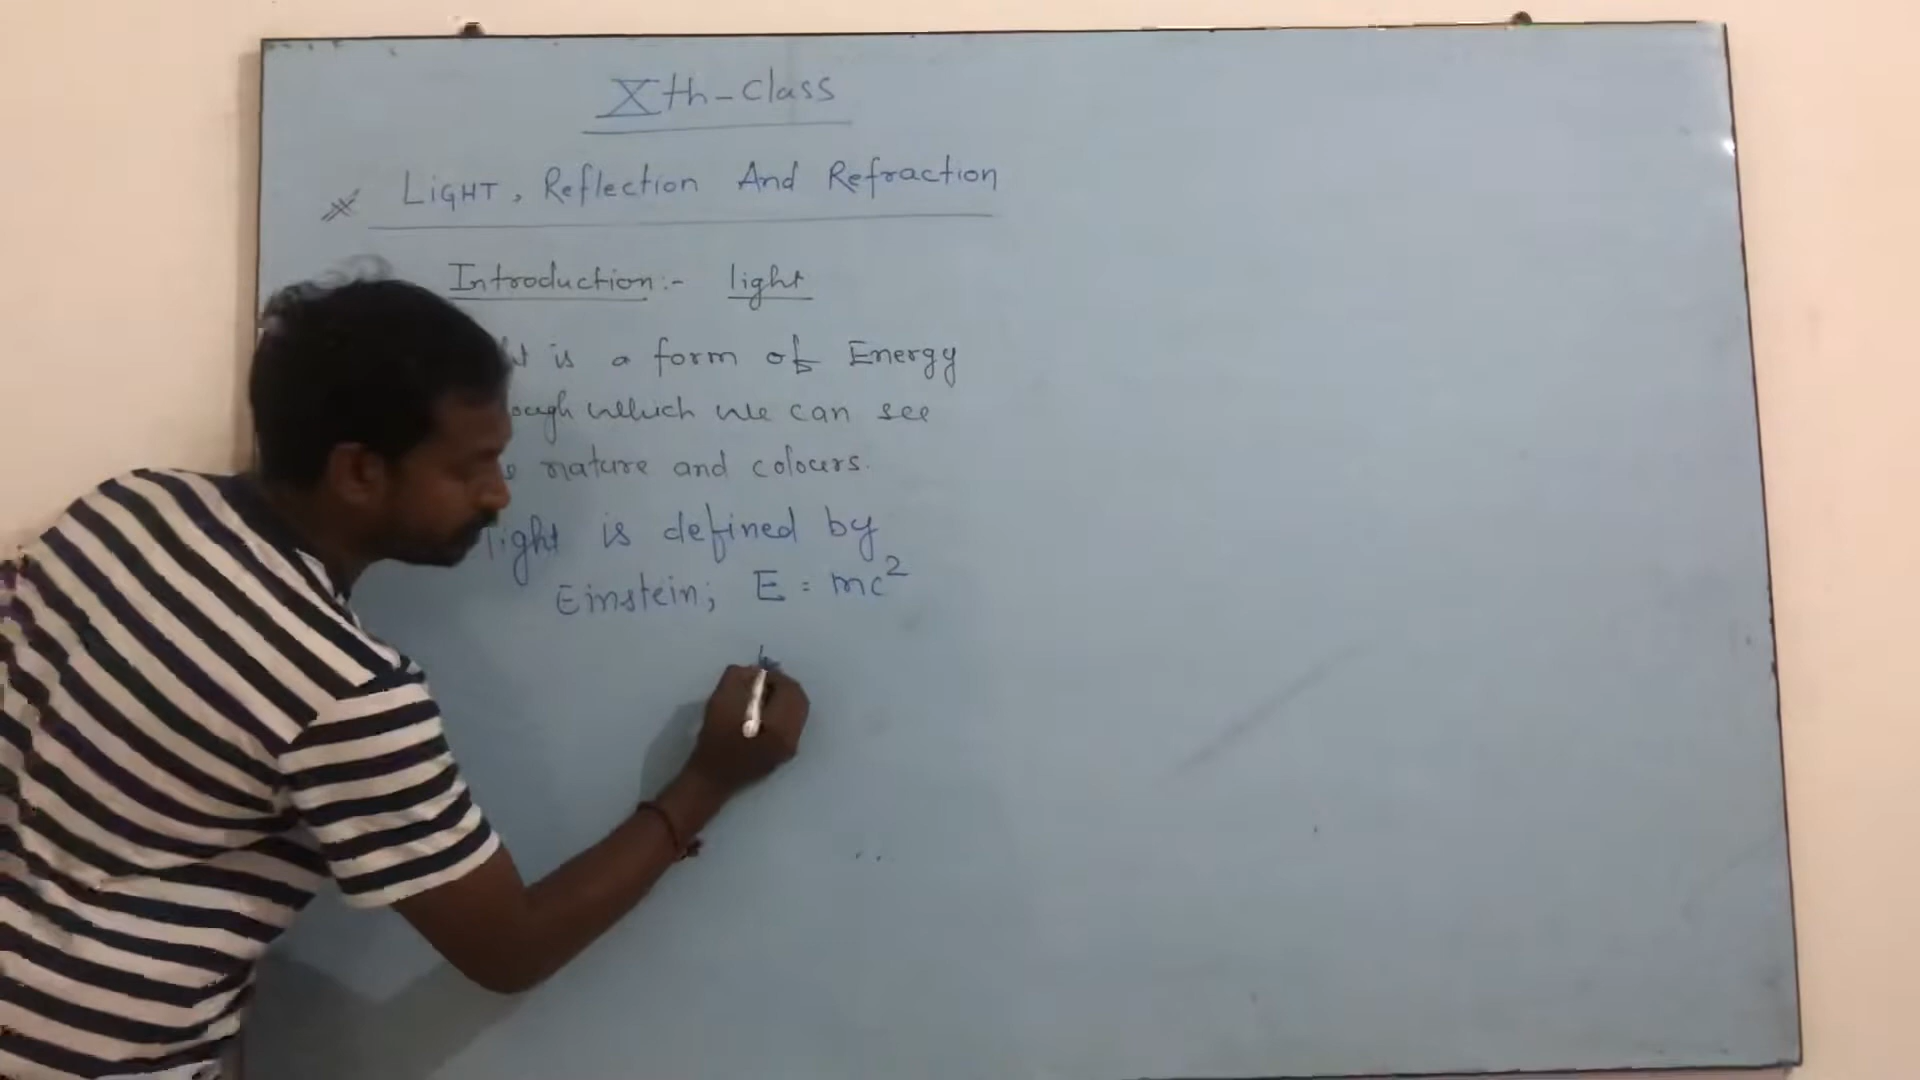 Xth-class
LIGHT, Reflection And Refraction
Introduction:- light
is a form of Energy
which we can see
nature and colours.
light is defined by
Einstein; E = mc²